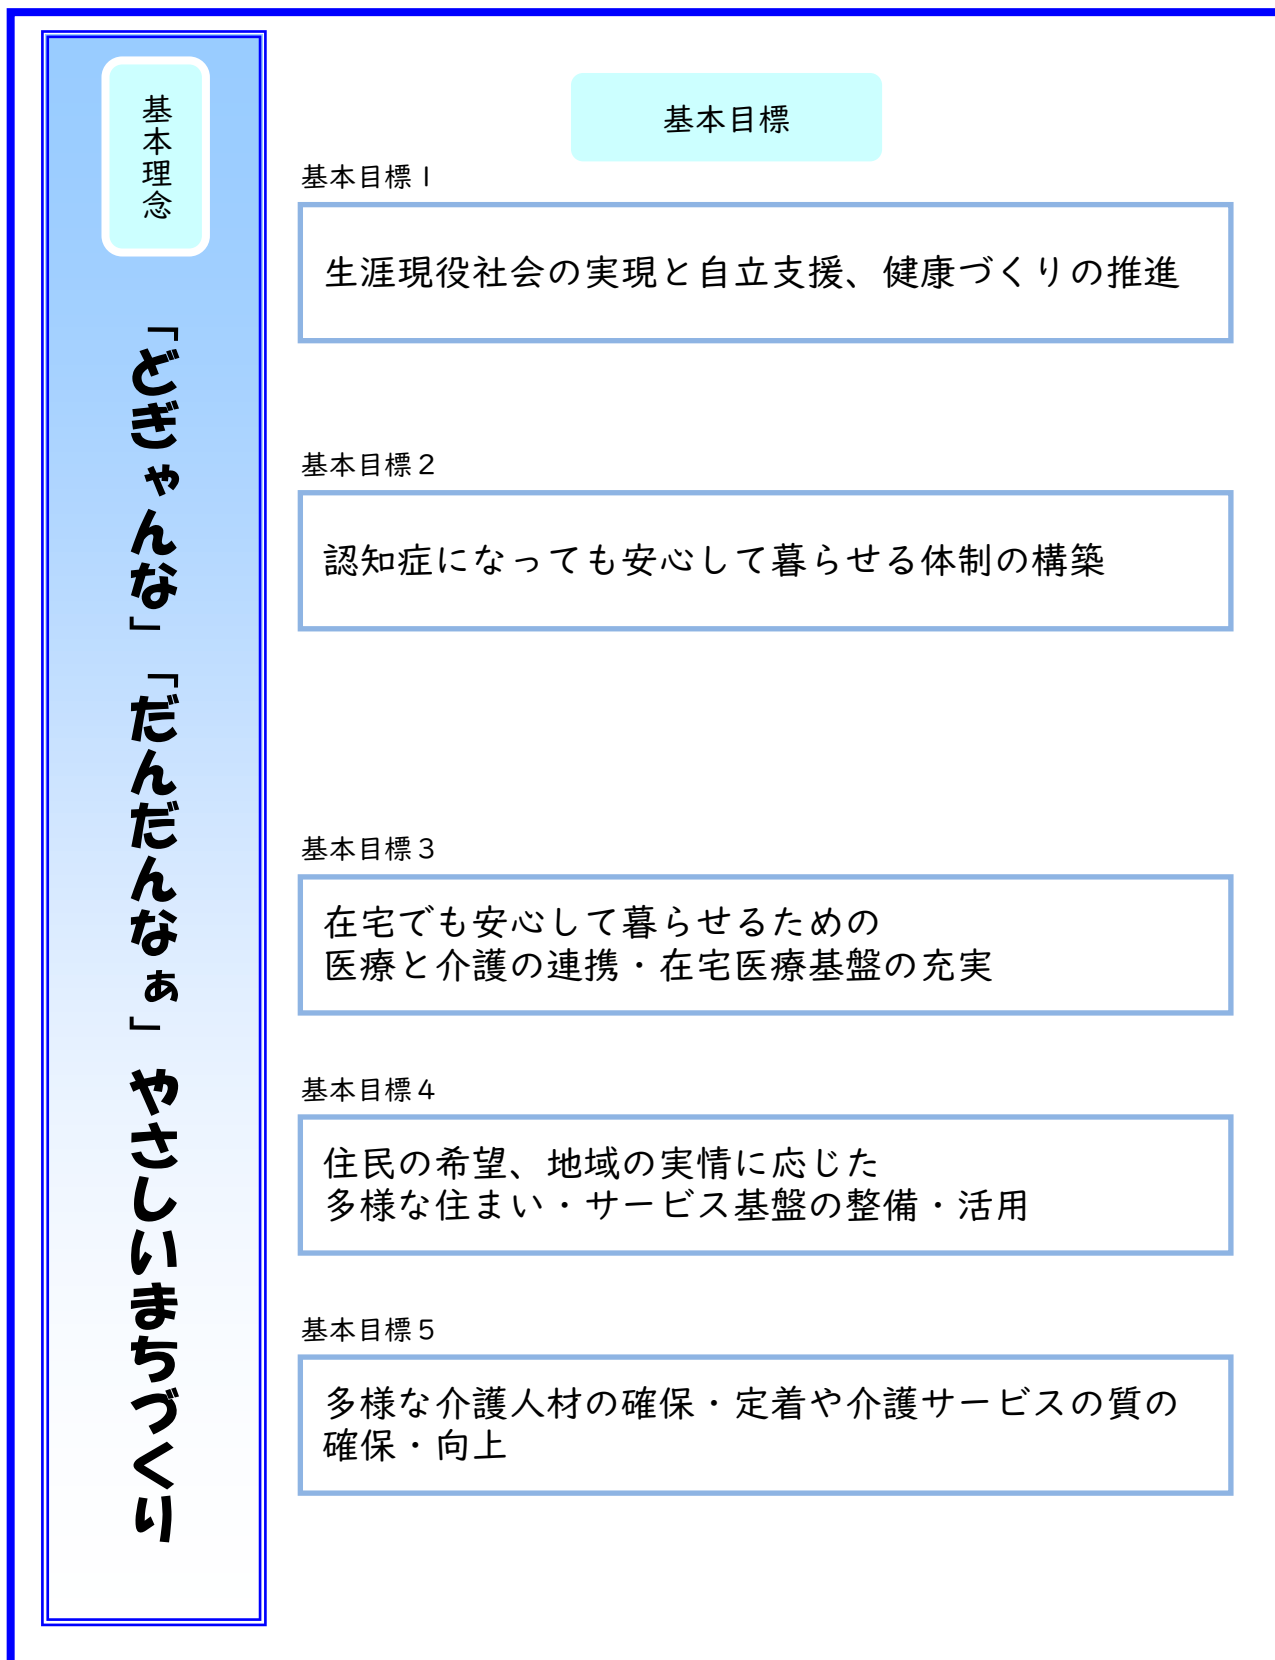 基本理念
「どぎゃんな」「だんだんなぁ」やさしいまちづくり
基本目標
基本目標1
生涯現役社会の実現と自立支援、健康づくりの推進
基本目標2
認知症になっても安心して暮らせる体制の構築
基本目標3
在宅でも安心して暮らせるための
医療と介護の連携・在宅医療基盤の充実
基本目標4
住民の希望、地域の実情に応じた
多様な住まい・サービス基盤の整備・活用
基本目標5
多様な介護人材の確保・定着や介護サービスの質の
確保・向上